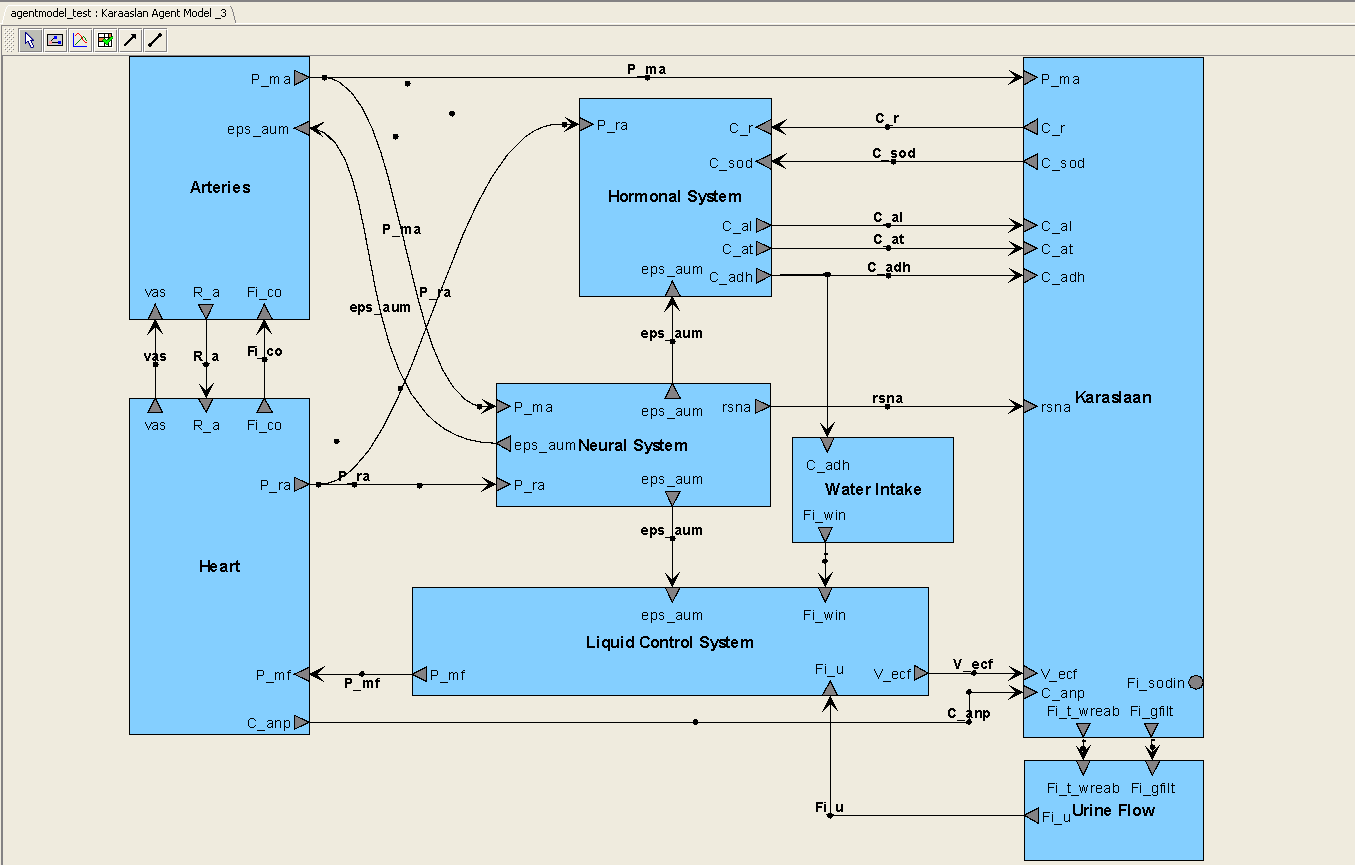 agentmodel_test : Karaaslan Agent Model _3
P_ma
eps_aum
Arteries
vas R_a Fi_co
vas R_a Fi_co
vas R_a Fi_co
P_ra
Heart
P_mf
C_anp
P_ma
P_ma
P_ra
eps_aum
P_ra
P_ra
C_r
C_sod
Hormonal System
C_al
C_at
eps_aum
C_adh
eps_aum
C_r
C_sod
C_al
C_at
C_adh
P_ma
eps_aum
rsna
eps_aum
Neural System
eps_aum
P_ra
eps_aum
rsna
C_adh
Water Intake
Fi_win
eps_aum Fi_win
Liquid Control System
P_mf
Fi_u
V_ecf
P_mf
V_ecf
C_anp
P_ma
C_r
C_sod
C_al
C_at
C_adh
Karaslaan
rsna
V_ecf
Fi_sodin
C_anp
Fi_t_wreab Fi_gfilt
Fi_t_wreab Fi_gfilt
Urine Flow
Fi_u
Fi_u